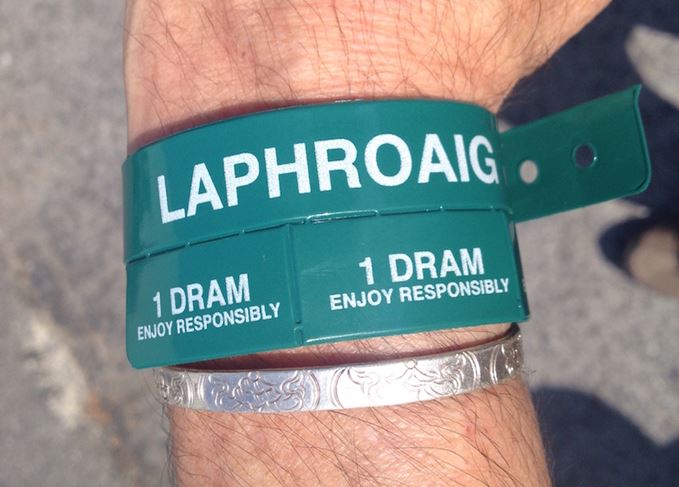 LAPHROAIG
1 DRAM
ENJOY RESPONSIBLY
1 DRAM
ENJOY RESPONSIBLY